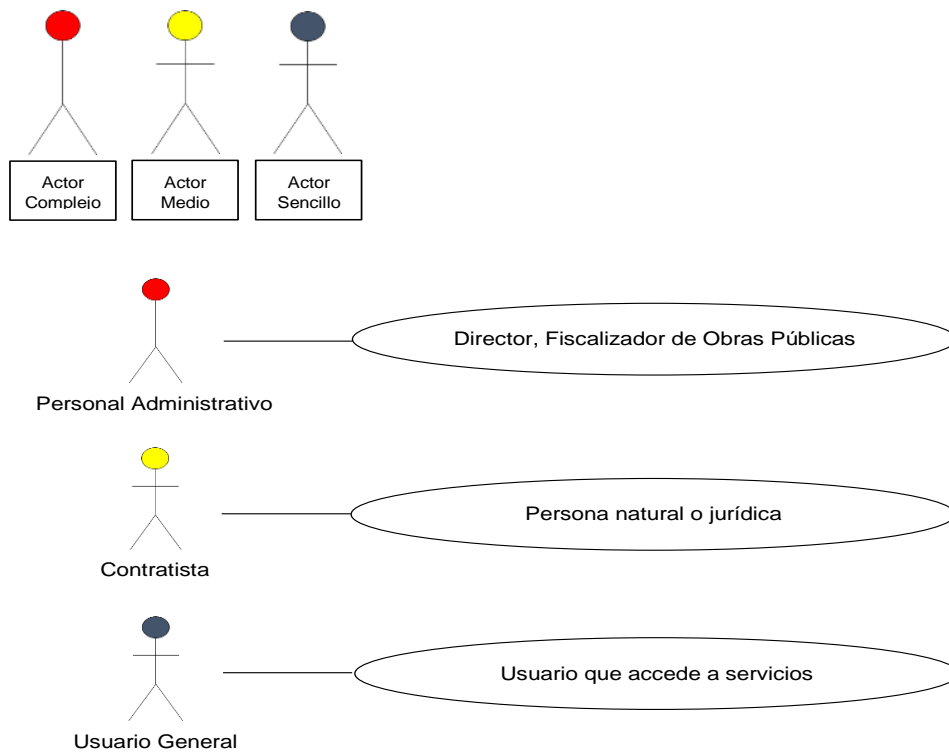 Actor
Complejo
Actor
Medio
Actor
Sencillo
Director, Fiscalizador de Obras Públicas
Personal Administrativo
Persona natural o jurídica
Contratista
Usuario que accede a servicios
Usuario General